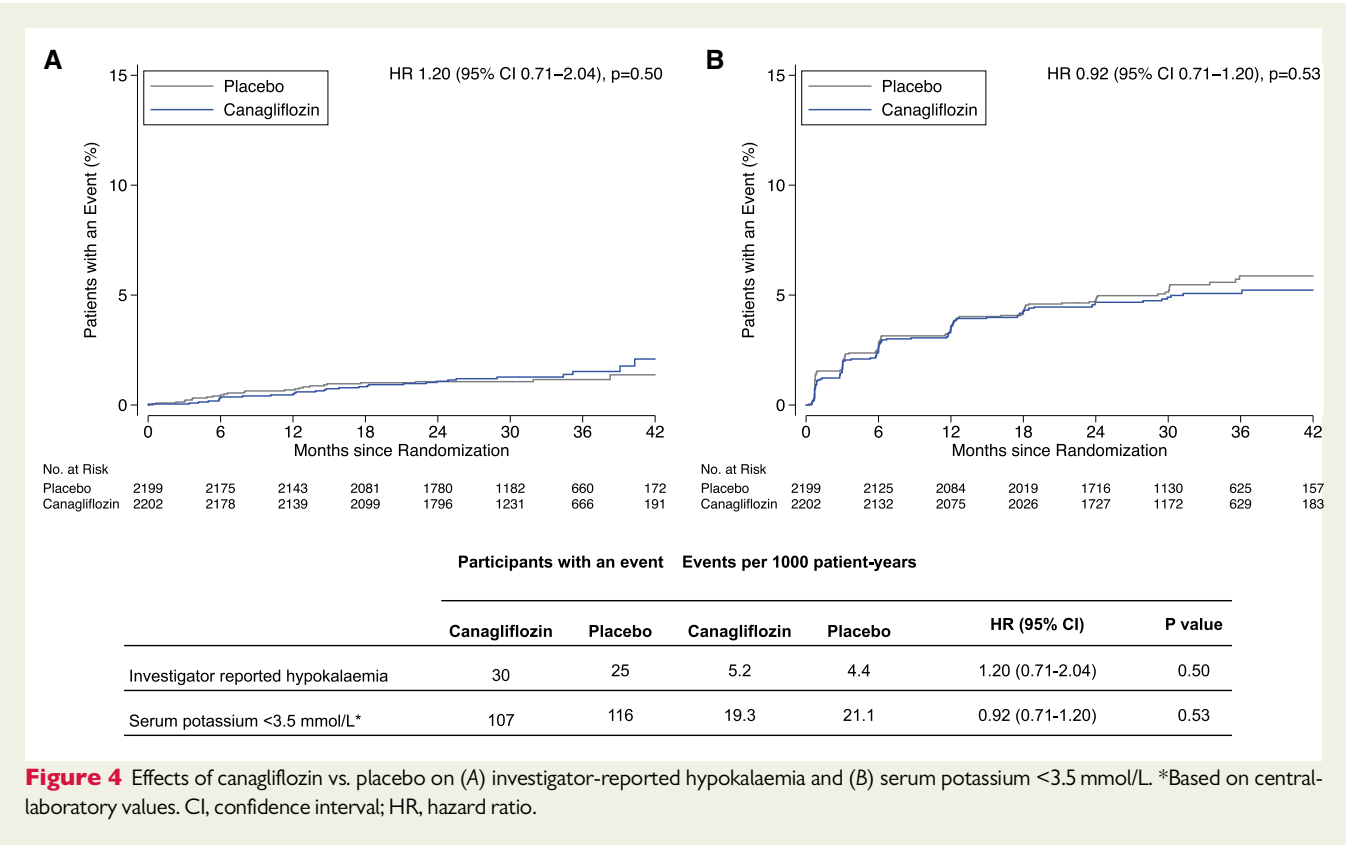 A
HR 1.20 (95% CI 0.71–2.04), p=0.50
Placebo
Canagliflozin
Patients with an Event (%)
15
10
5
0
0 6 12 18 24 30 36 42
Months since Randomization
No. at Risk
Placebo 2199 2175 2143 2081 1780 1182 660 172
Canagliflozin 2202 2178 2139 2099 1796 1231 666 191
B
HR 0.92 (95% CI 0.71–1.20), p=0.53
Placebo
Canagliflozin
Patients with an Event (%)
15
10
5
0
0 6 12 18 24 30 36 42
Months since Randomization
No. at Risk
Placebo 2199 2125 2084 2019 1716 1130 625 157
Canagliflozin 2202 2132 2075 2026 1727 1172 629 183
Participants with an event Events per 1000 patient-years
Canagliflozin Placebo Canagliflozin Placebo HR (95% CI) P value
Investigator reported hypokalaemia 30 25 5.2 4.4 1.20 (0.71-2.04) 0.50
Serum potassium <3.5 mmol/L* 107 116 19.3 21.1 0.92 (0.71-1.20) 0.53
Figure 4 Effects of canagliflozin vs. placebo on (A) investigator-reported hypokalaemia and (B) serum potassium <3.5 mmol/L. *Based on central-
laboratory values. CI, confidence interval; HR, hazard ratio.